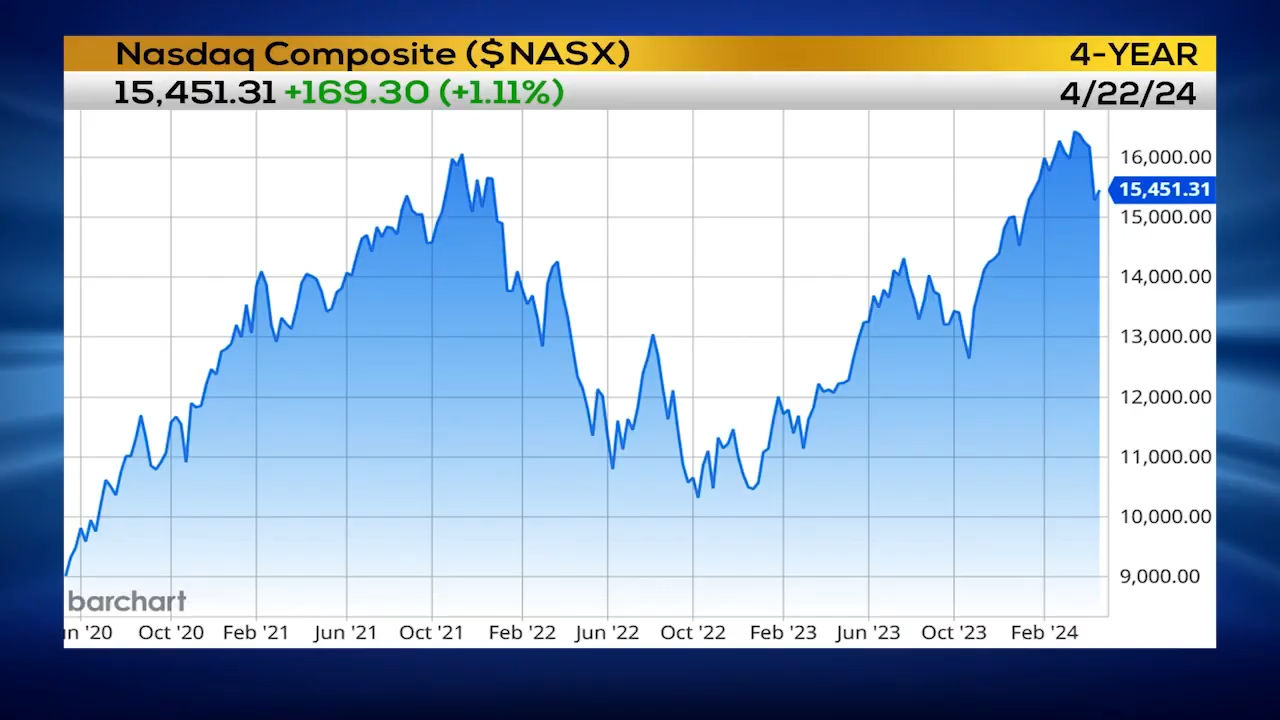 Nasdaq Composite ($NASX)
4-YEAR
15,451.31 +169.30 (+1.11%)
4/22/24
16,000.00
15,451.31
15,000.00
14,000.00
13,000.00
12,000.00
11,000.00
10,000.00
9,000.00
barchart
un '20 Oct '20 Feb '21 Jun '21 Oct '21 Feb '22 Jun '22 Oct '22 Feb '23 Jun '23 Oct '23 Feb '24